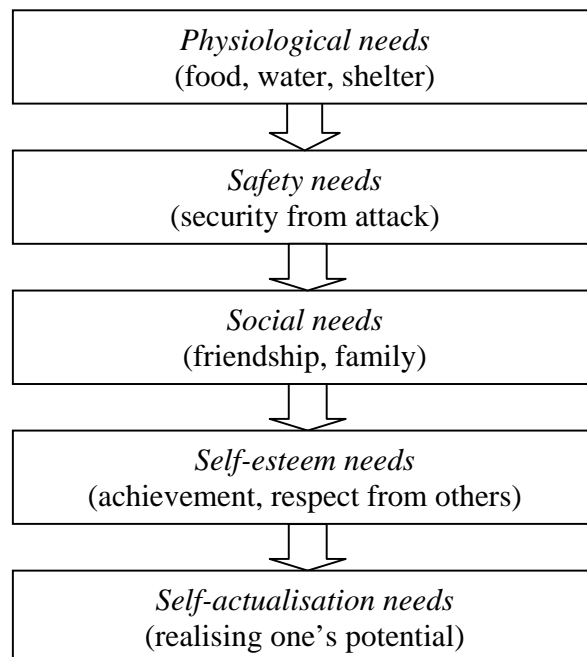 Physiological needs
(food, water, shelter)
Safety needs
(security from attack)
Social needs
(friendship, family)
Self-esteem needs
(achievement, respect from others)
Self-actualisation needs
(realising one’s potential)